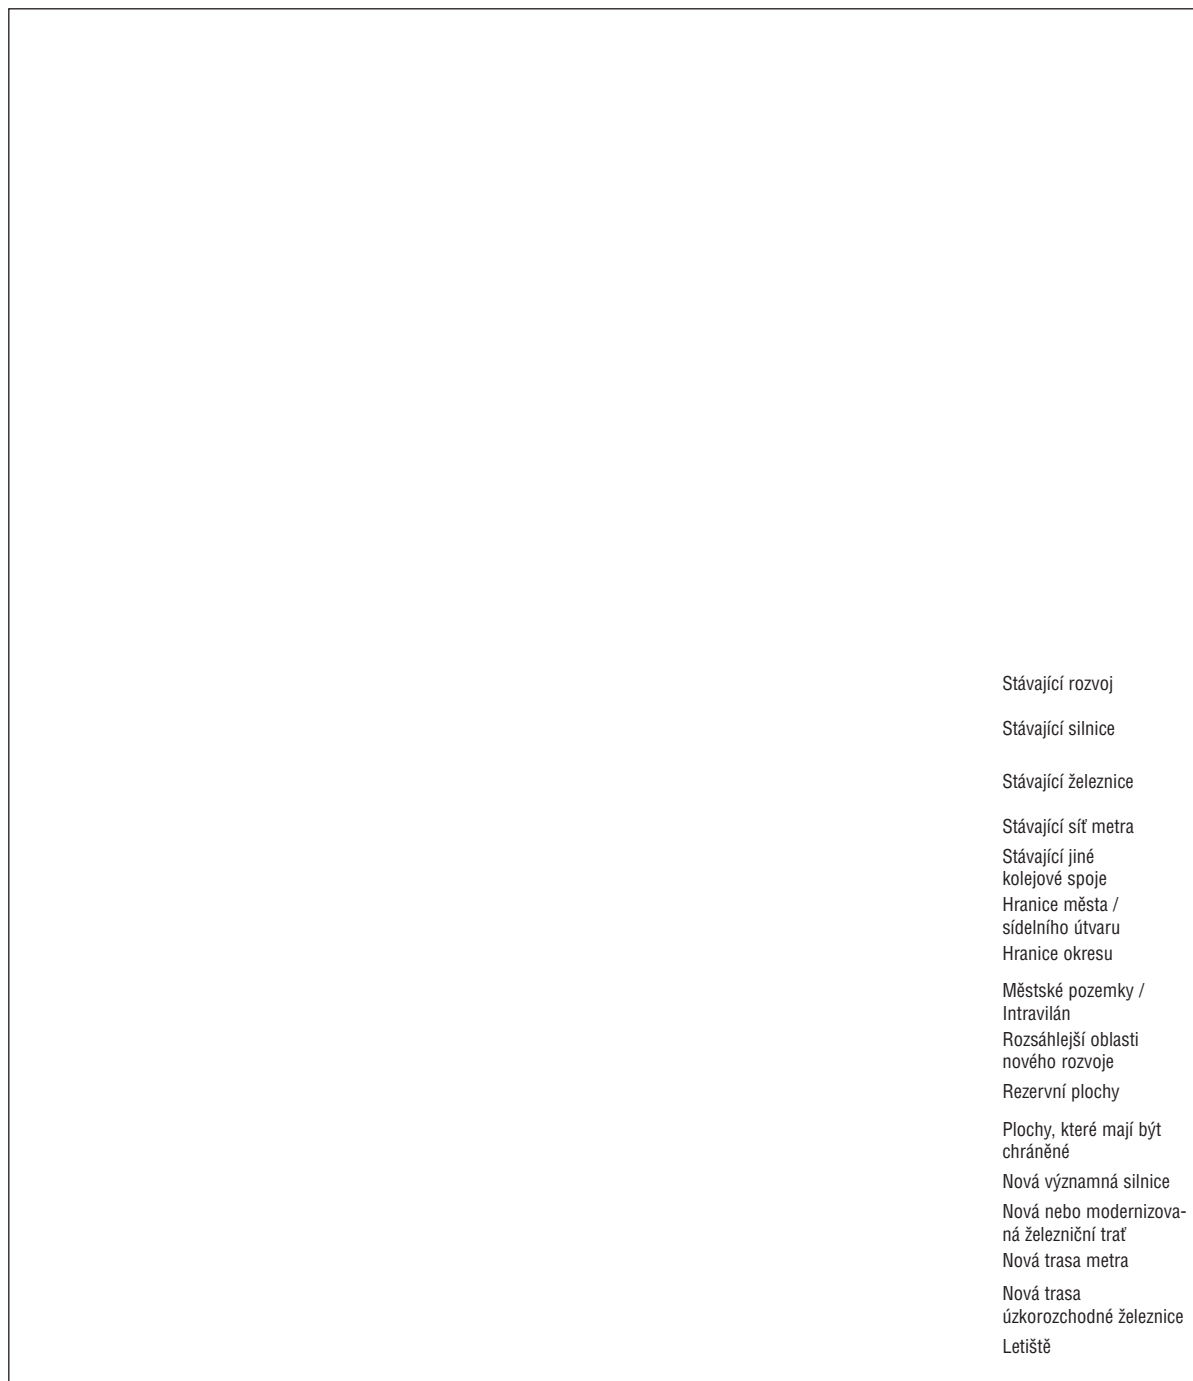 Stávající rozvoj
Stávající silnice
Stávající železnice
Stávající síť metra
Stávající jiné
kolejové spoje
Hranice města /
sídelního útvaru
Hranice okresu
Městské pozemky /
Intravilán
Rozsáhlejší oblasti
nového rozvoje
Rezervní plochy
Plochy, které mají být
chráněné
Nová významná silnice
Nová nebo modernizova-
ná železniční trať
Nová trasa metra
Nová trasa
úzkorozchodné železnice
Letiště